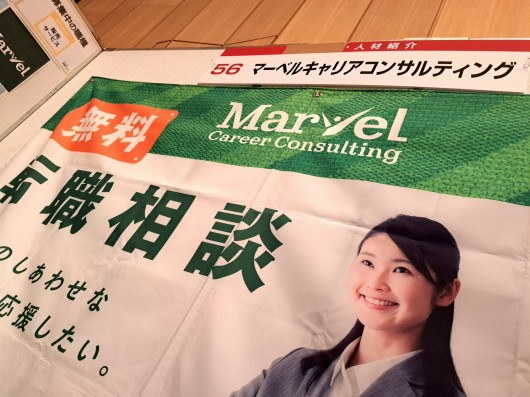 ・人材紹介
56 マーベルキャリアコンサルティング
Marvel
Career Consulting
無料
転職相談
のしあわせな
応援したい。
Marvel